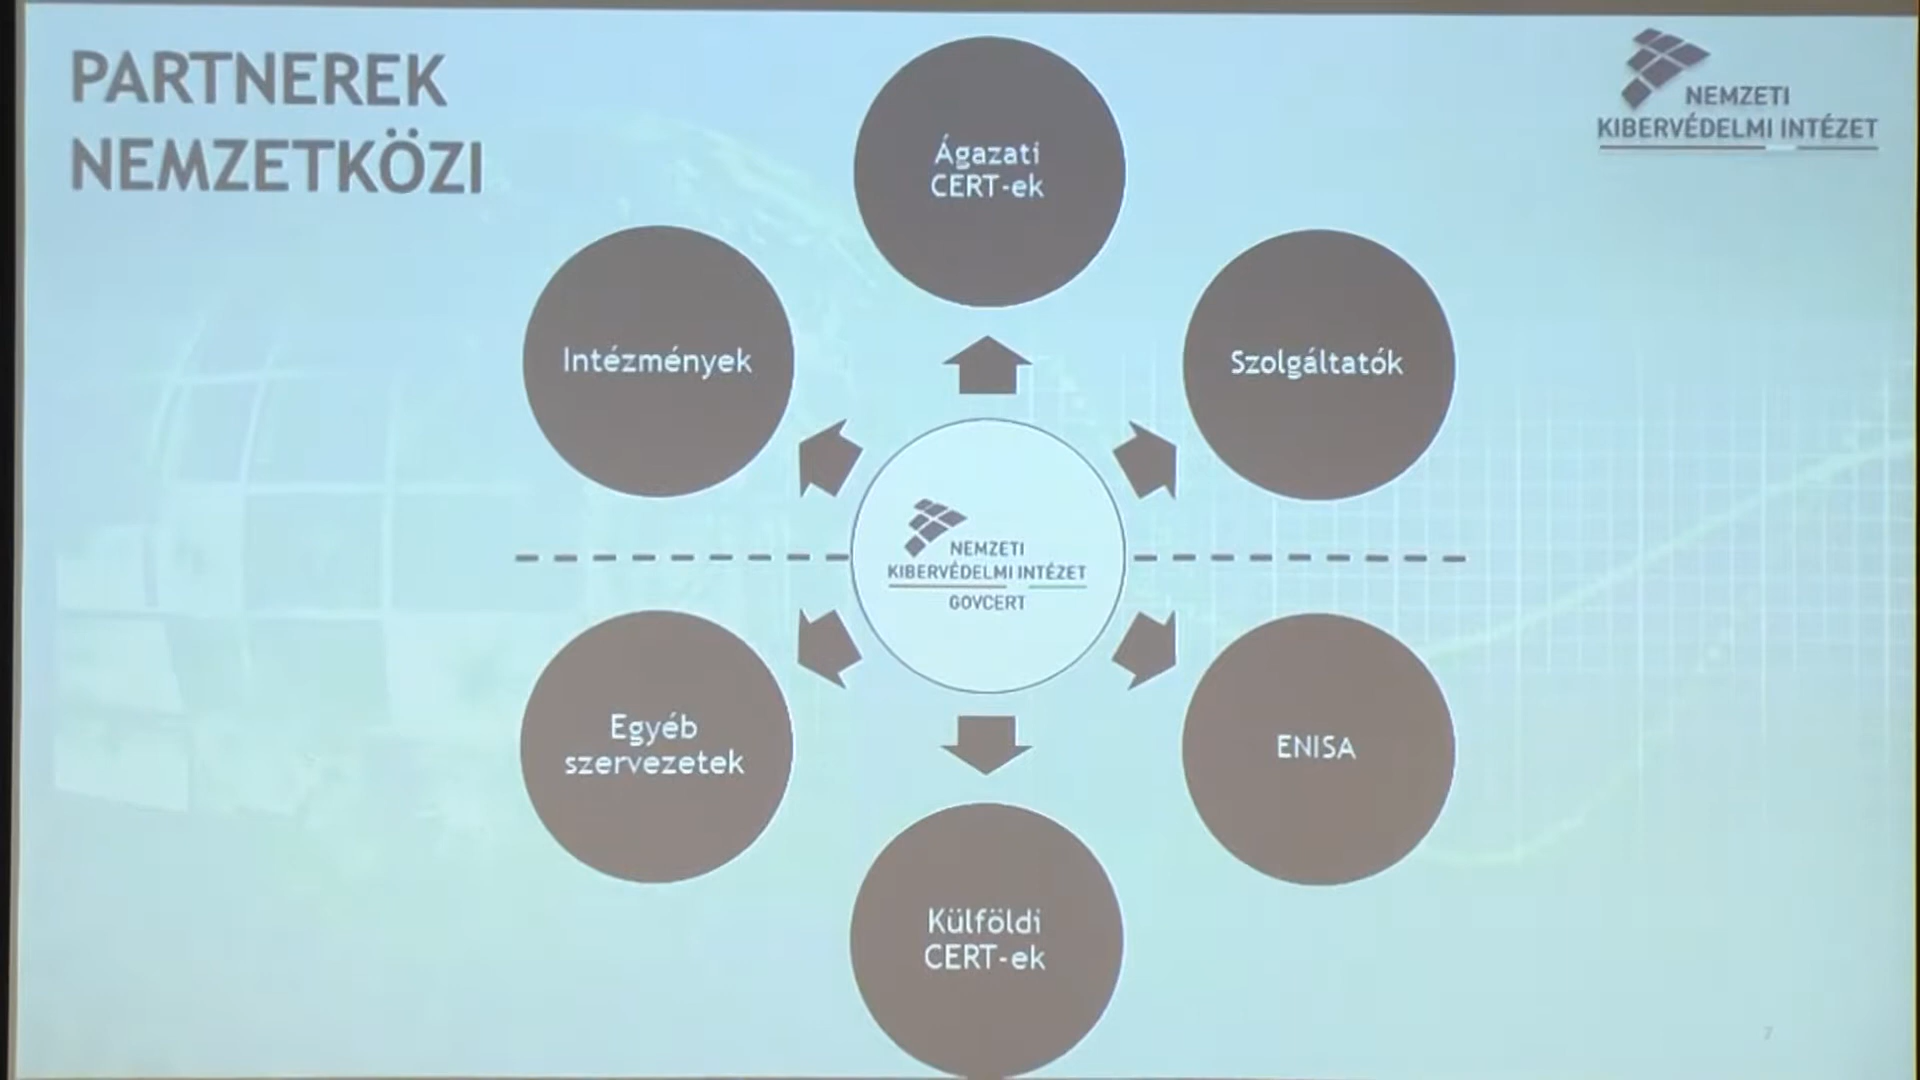 PARTNEREK
NEMZETKÖZI
NEMZETI
KIBERVÉDELMI INTÉZET
Ágazati
CERT-ek
Intézmények
Szolgáltatók
NEMZETI
KIBERVÉDELMI INTÉZET
GOVCERT
Egyéb
szervezetek
ENISA
Külföldi
CERT-ek
7